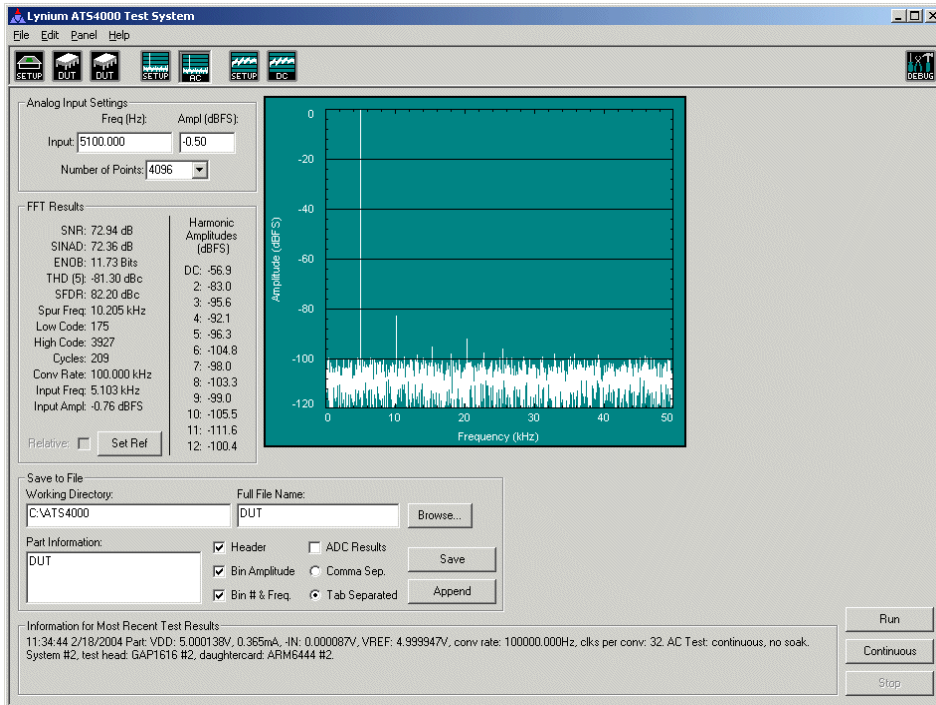 Lynium ATS4000 Test System
File Edit Panel Help
SETUP DUT DUT SETUP AC SETUP DC DEBUG
Analog Input Settings
Freq (Hz): Ampl (dBFS):
Input: 5100.000 -0.50
Number of Points: 4096
FFT Results
SNR: 72.94 dB
SINAD: 72.36 dB
ENOB: 11.73 Bits
THD (5): -81.30 dBc
SFDR: 82.20 dBc
Spur Freq: 10.205 kHz
Low Code: 175
High Code: 3927
Cycles: 209
Conv Rate: 100.000 kHz
Input Freq: 5.103 kHz
Input Ampl: -0.76 dBFS
Relative: Set Ref
Harmonic
Amplitudes
(dBFS)
DC: -56.9
2: -83.0
3: -95.6
4: -92.1
5: -96.3
6: -104.8
7: -98.0
8: -103.3
9: -99.0
10: -105.5
11: -111.6
12: -100.4
0
-20
-40
-60
-80
-100
-120
Amplitude (dBFS)
0 10 20 30 40 50
Frequency (kHz)
Save to File
Working Directory: Full File Name:
C:\ATS4000 DUT Browse...
Part Information:
DUT
Header ADC Results Save
Bin Amplitude Comma Sep.
Bin # & Freq. Tab Separated Append
Information for Most Recent Test Results
11:34:44 2/18/2004 Part: VDD: 5.000138V, 0.365mA, -IN: 0.000087V, VREF: 4.999947V, conv rate: 100000.000Hz, clks per conv: 32. AC Test: continuous, no soak.
System #2, test head: GAP1616 #2, daughtercard: ARM6444 #2.
Run
Continuous
Stop